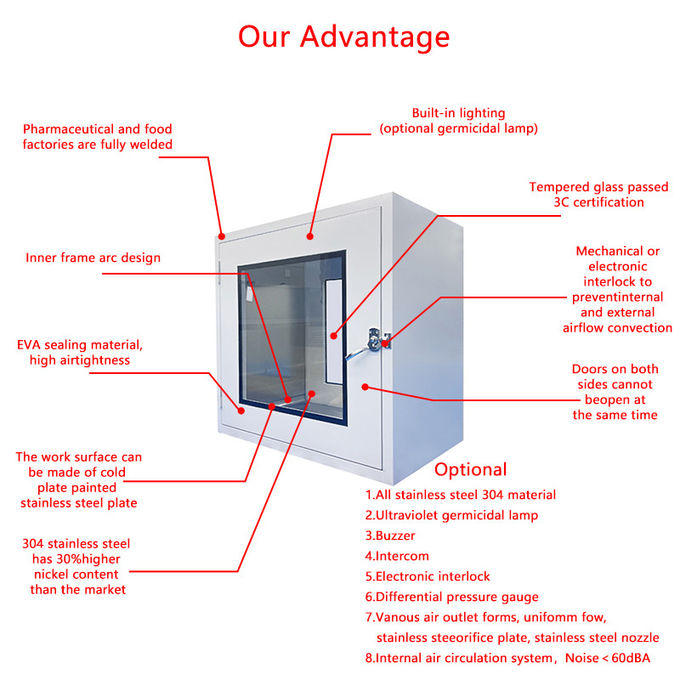 Our Advantage
Pharmaceutical and food
factories are fully welded
Built-in lighting
(optional germicidal lamp)
Tempered glass passed
3C certification
Inner frame arc design
Mechanical or
electronic
interlock to
preventinternal
and external
airflow convection
EVA sealing material,
high airtightness
Doors on both
sides cannot
beopen at
the same time
The work surface can
be made of cold
plate painted
stainless steel plate
304 stainless steel
has 30%higher
nickel content
than the market
Optional
1.All stainless steel 304 material
2.Ultraviolet germicidal lamp
3.Buzzer
4.Intercom
5.Electronic interlock
6.Differential pressure gauge
7.Vanous air outlet forms, unifomm fow,
stainless steeorifice plate, stainless steel nozzle
8.Internal air circulation system, Noise<60dBA